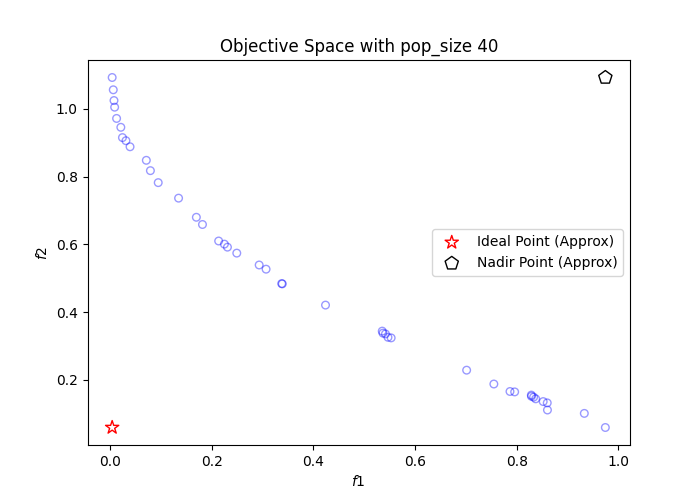 Objective Space with pop_size 40
f2
1.0
0.8
0.6
0.4
0.2
Ideal Point (Approx)
Nadir Point (Approx)
0.0 0.2 0.4 0.6 0.8 1.0
f1